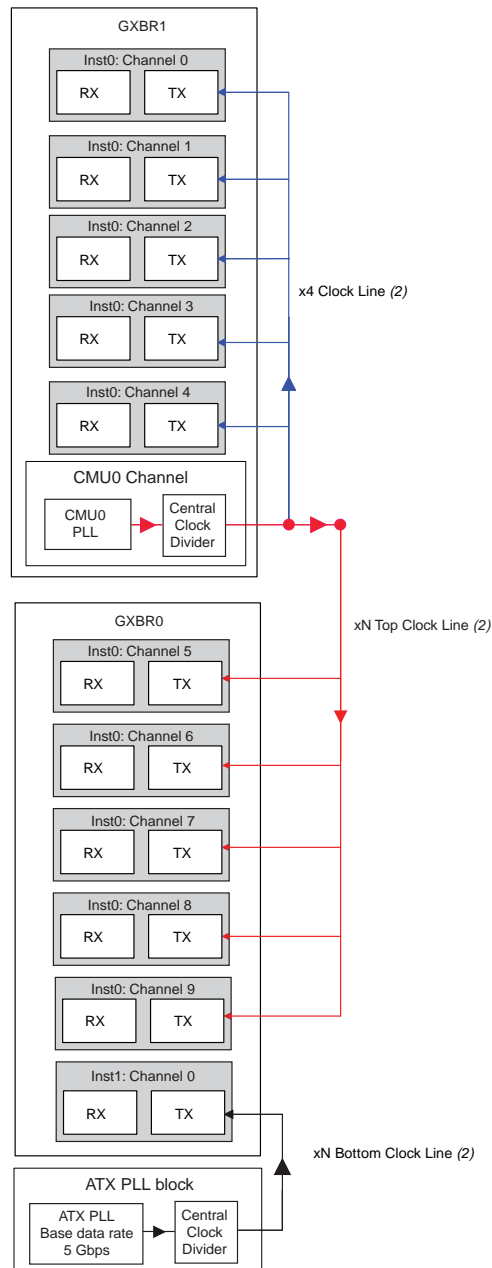 GXBR1
Inst0: Channel 0
RX TX
Inst0: Channel 1
RX TX
Inst0: Channel 2
RX TX
x4 Clock Line (2)
Inst0: Channel 3
RX TX
Inst0: Channel 4
RX TX
CMU0 Channel
CMU0
PLL
Central
Clock
Divider
GXBR0
xN Top Clock Line (2)
Inst0: Channel 5
RX TX
Inst0: Channel 6
RX TX
Inst0: Channel 7
RX TX
Inst0: Channel 8
RX TX
Inst0: Channel 9
RX TX
Inst1: Channel 0
RX TX
xN Bottom Clock Line (2)
ATX PLL block
ATX PLL
Base data rate
5 Gbps
Central
Clock
Divider